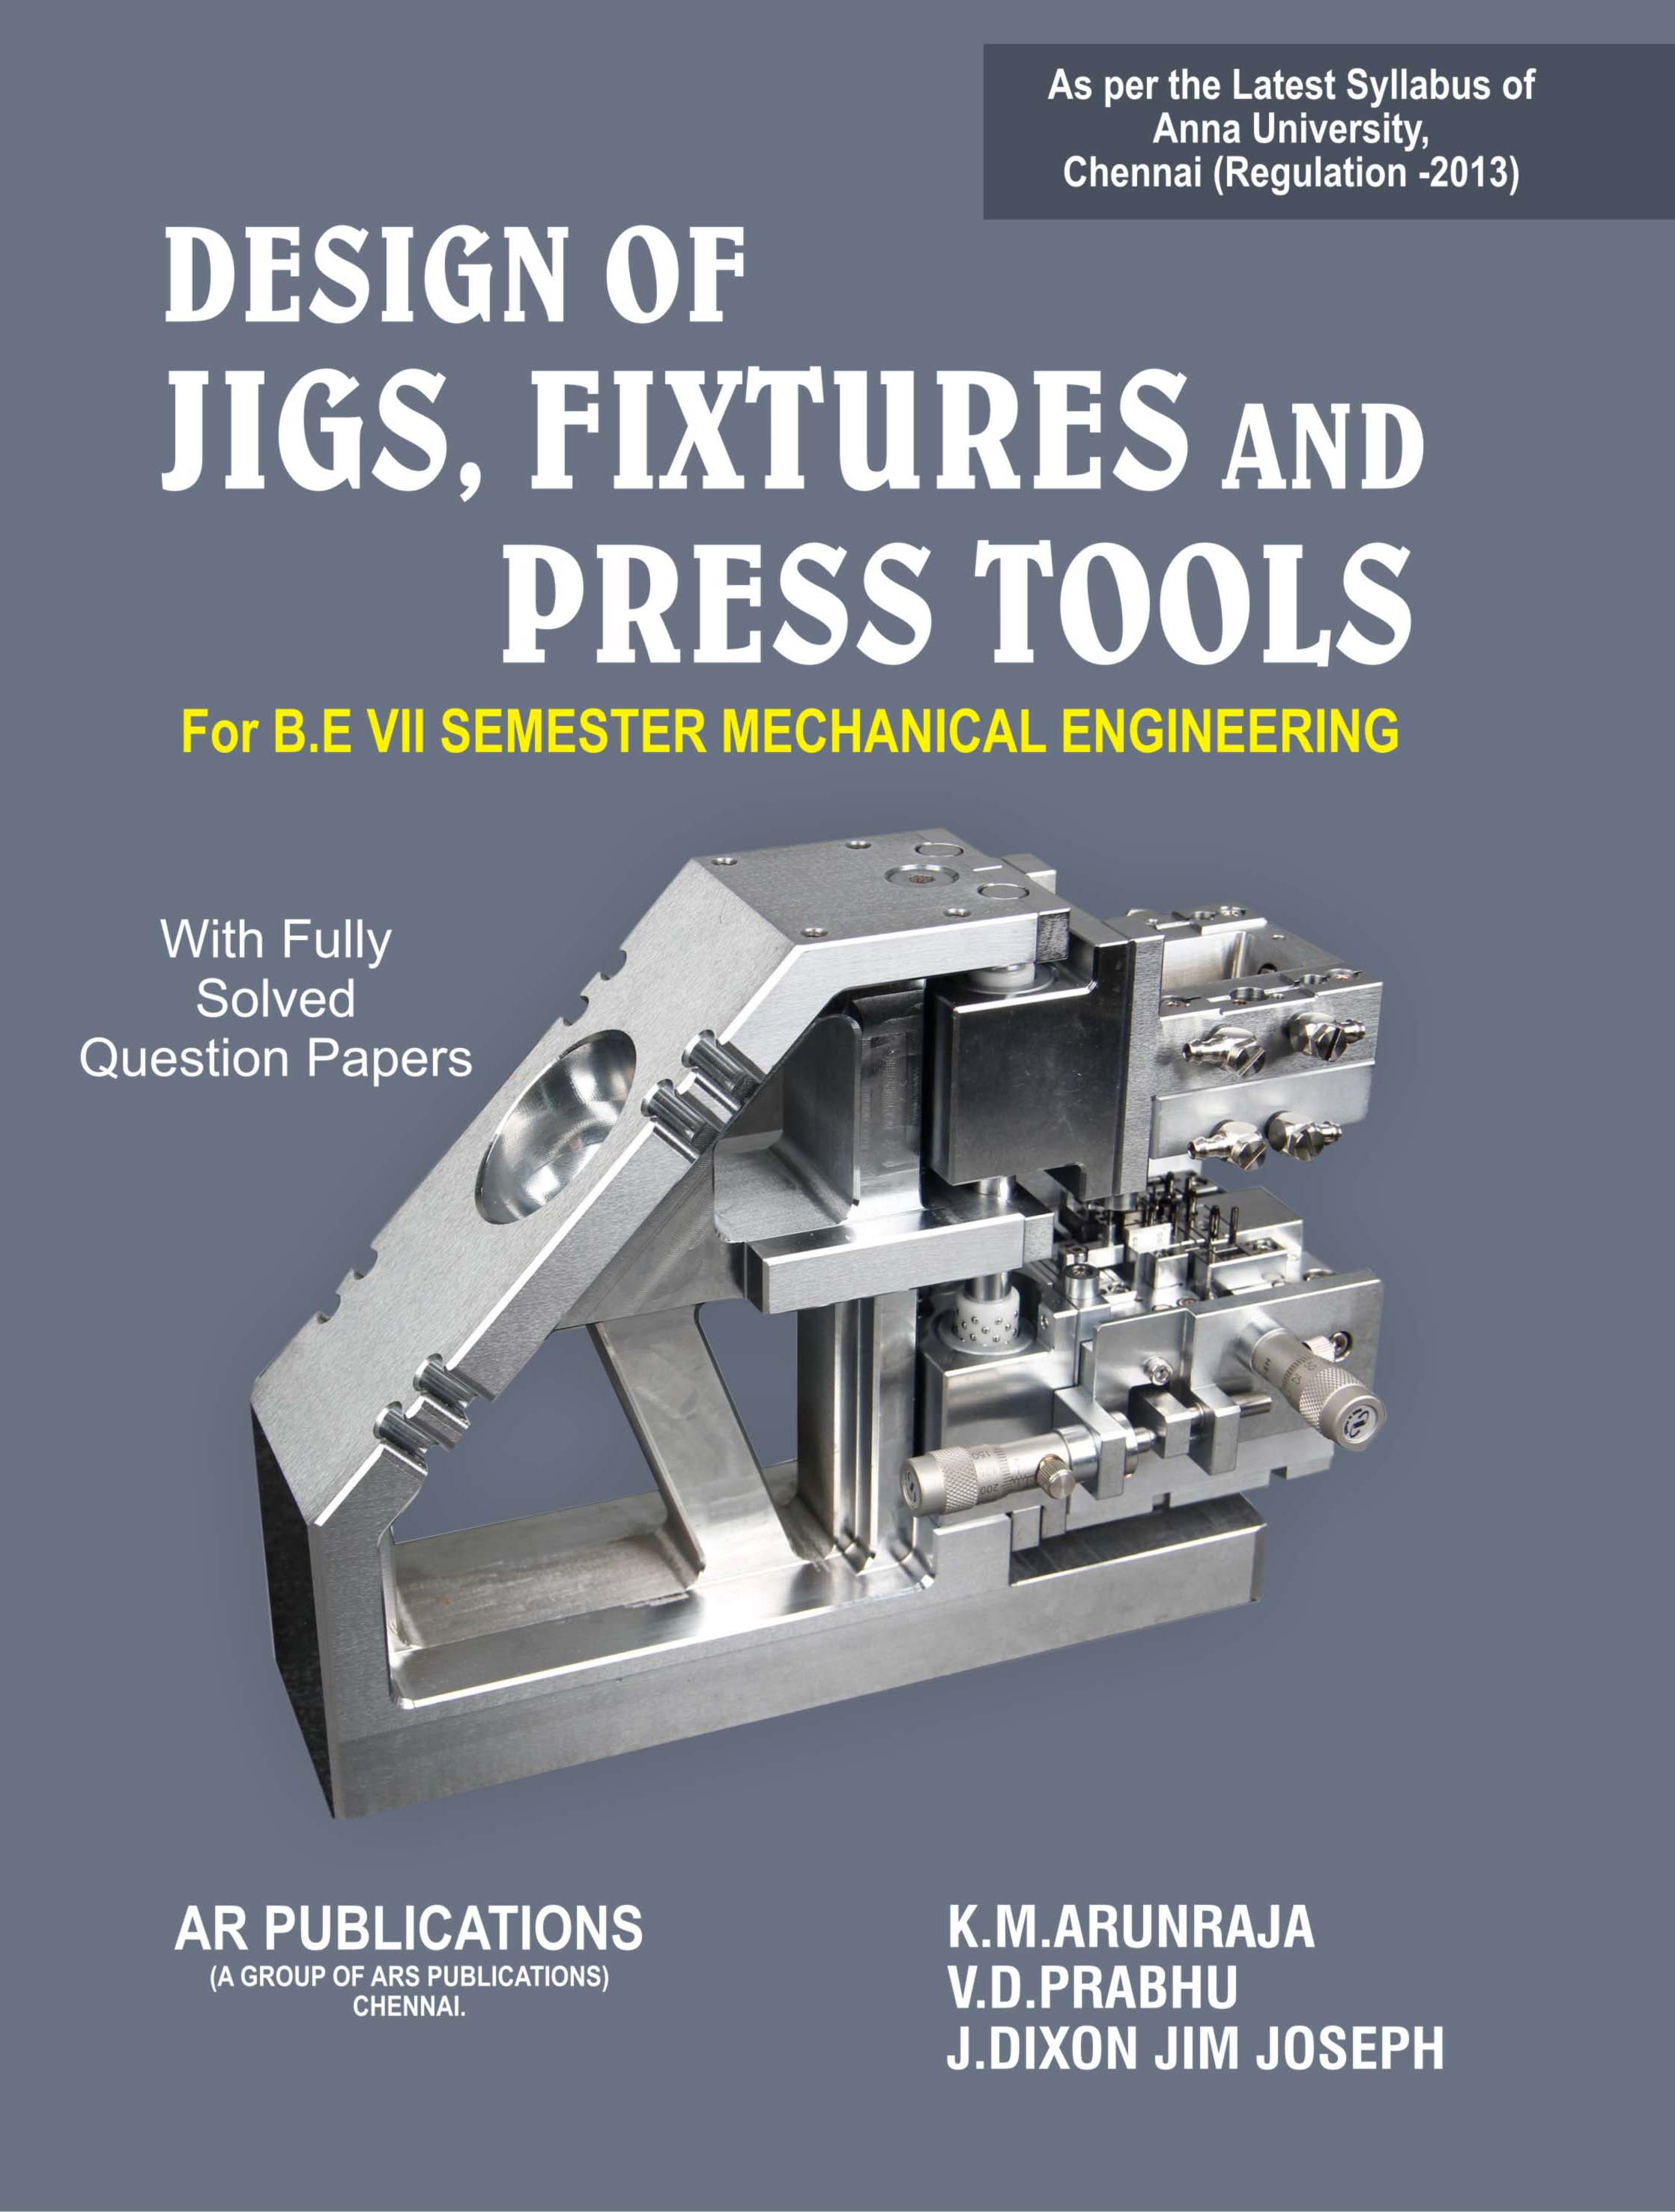 As per the Latest Syllabus of
Anna University,
Chennai (Regulation -2013)
DESIGN OF
JIGS, FIXTURES AND
PRESS TOOLS
For B.E VII SEMESTER MECHANICAL ENGINEERING
With Fully
Solved
Question Papers
AR PUBLICATIONS
(A GROUP OF ARS PUBLICATIONS)
CHENNAI.
K.M.ARUNRAJA
V.D.PRABHU
J.DIXON JIM JOSEPH